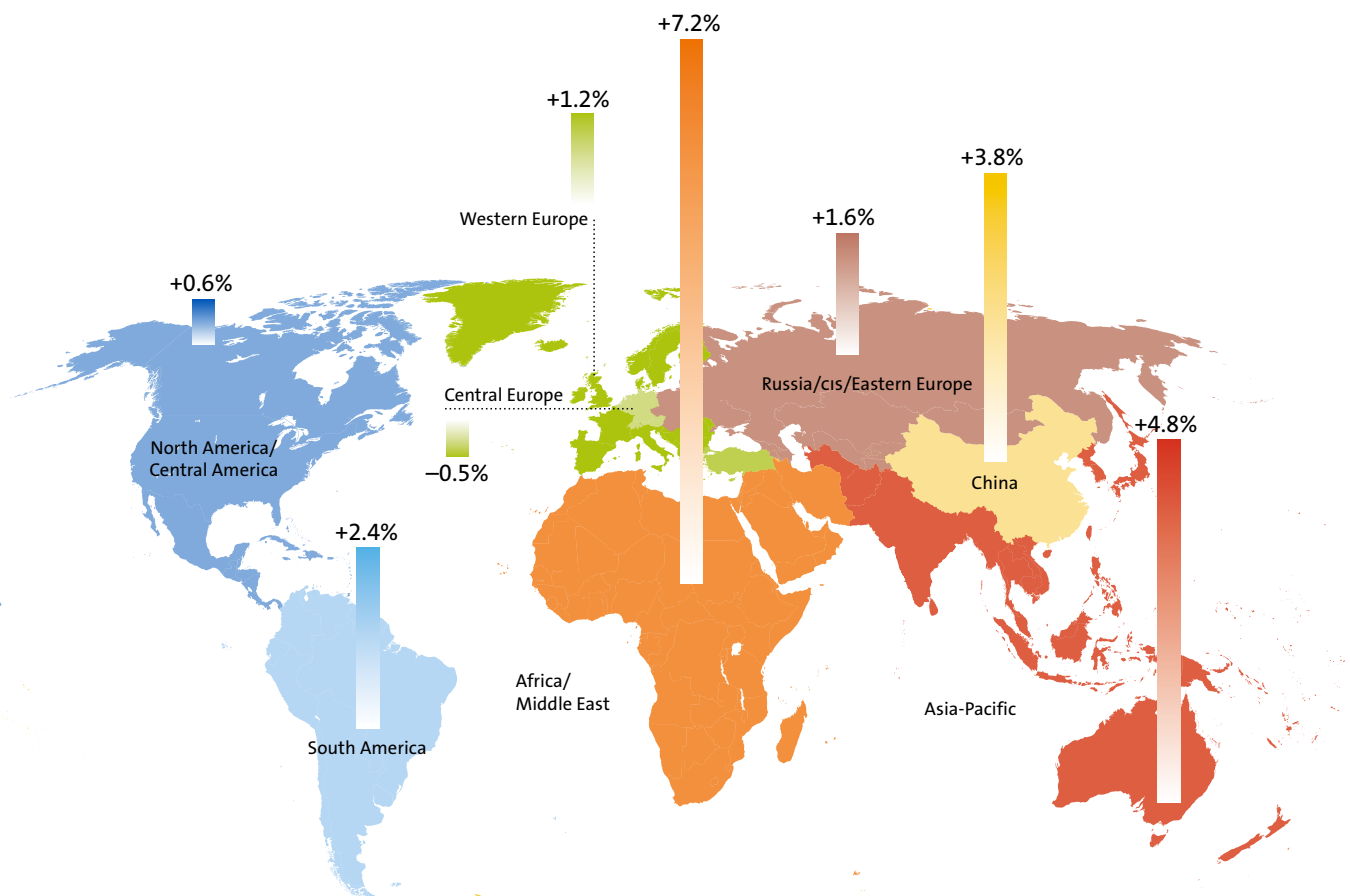 +7.2%
+1.2%
+3.8%
+1.6%
Western Europe
+0.6%
Russia/CIS/Eastern Europe
Central Europe
+4.8%
North America/
Central America
−0.5%
China
+2.4%
Africa/
Middle East
Asia-Pacific
South America